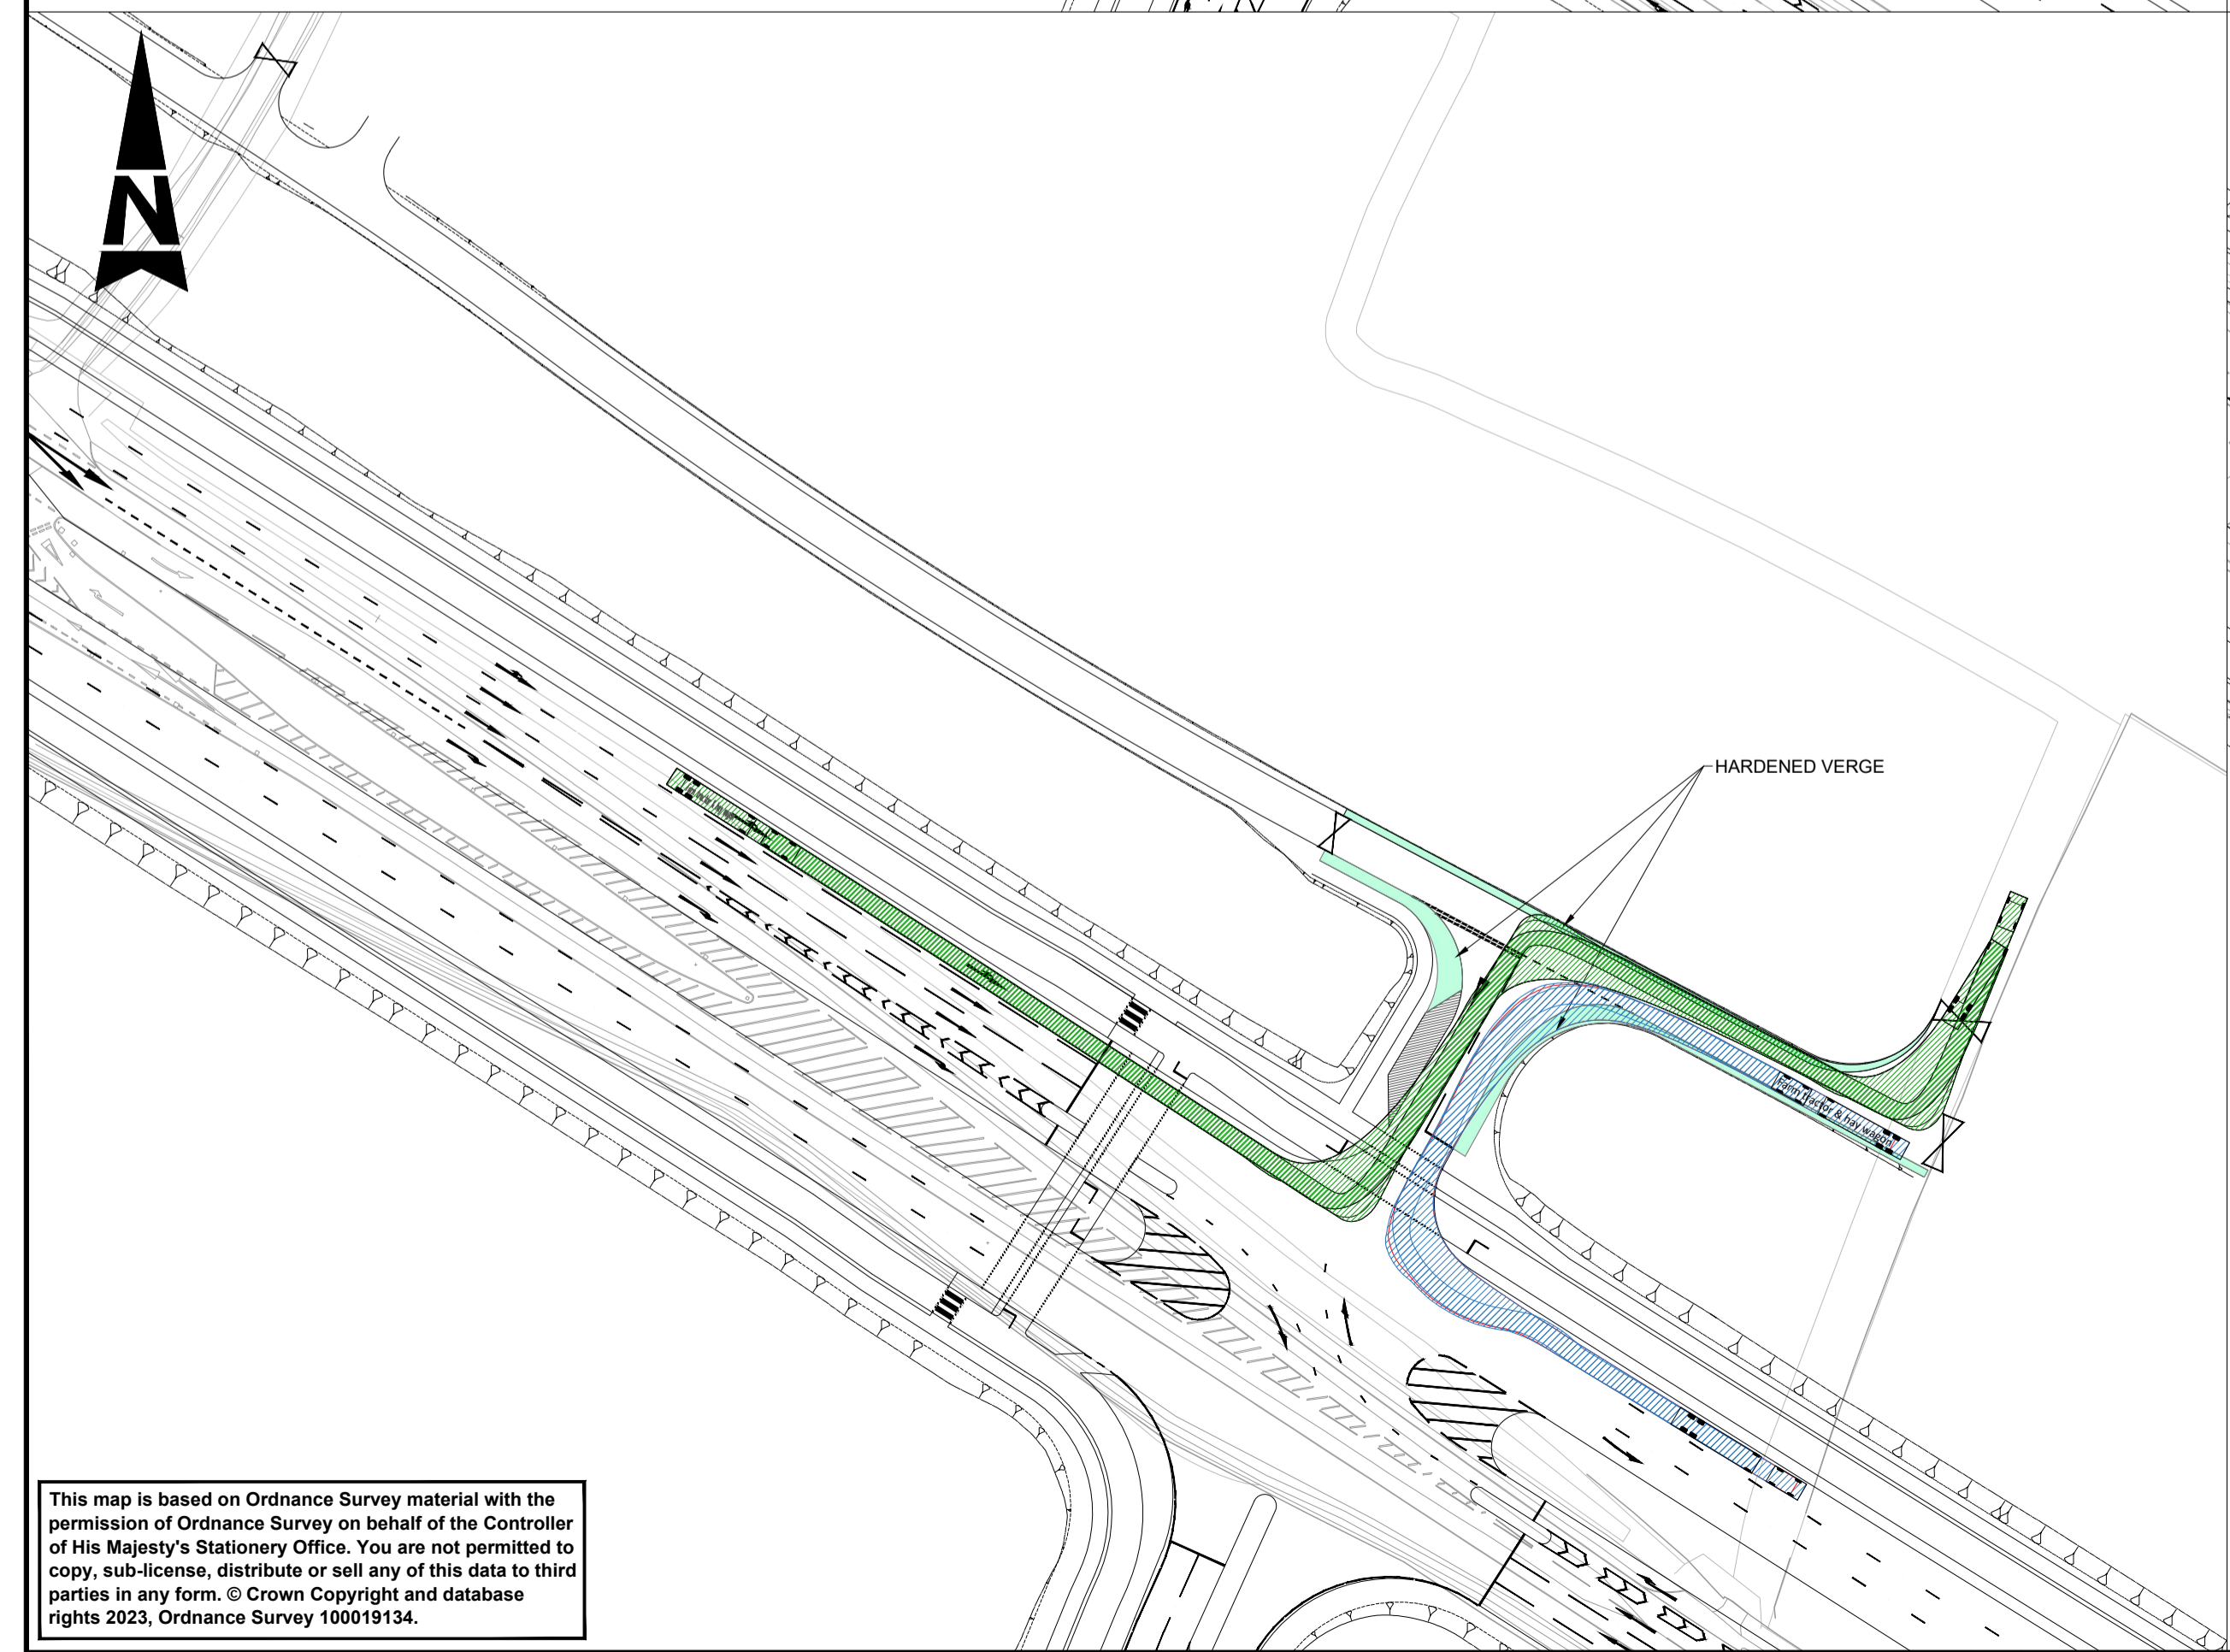 N
HARDENED VERGE
Farm tractor & hay wagon
This map is based on Ordnance Survey material with the
permission of Ordnance Survey on behalf of the Controller
of His Majesty's Stationery Office. You are not permitted to
copy, sub-license, distribute or sell any of this data to third
parties in any form. © Crown Copyright and database
rights 2023, Ordnance Survey 100019134.